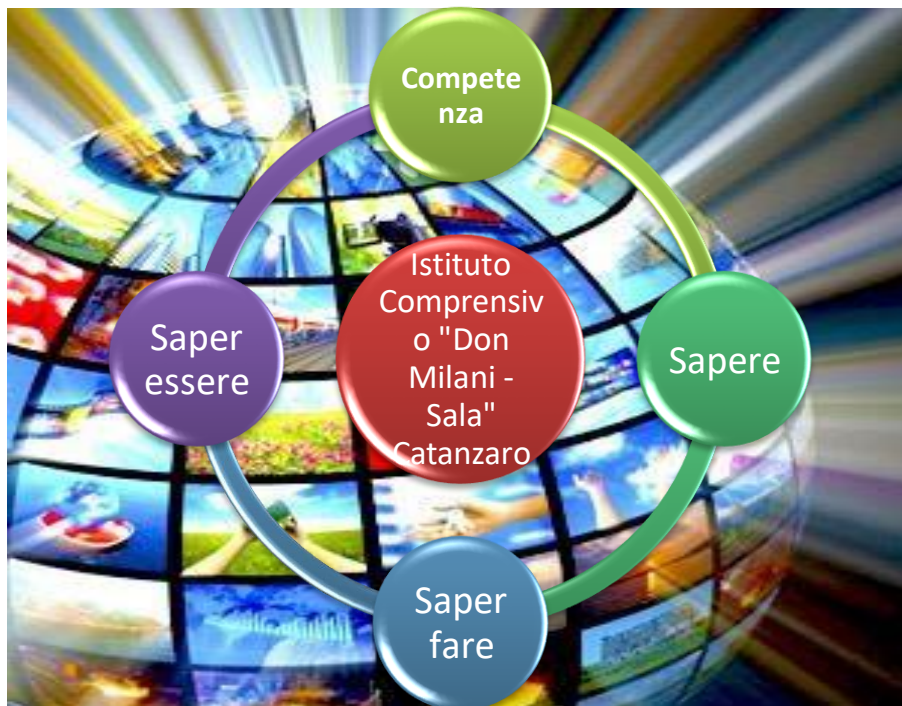 Compete
nza
Istituto
Comprensiv
o "Don
Milani -
Sala"
Catanzaro
Saper
essere
Sapere
Saper
fare